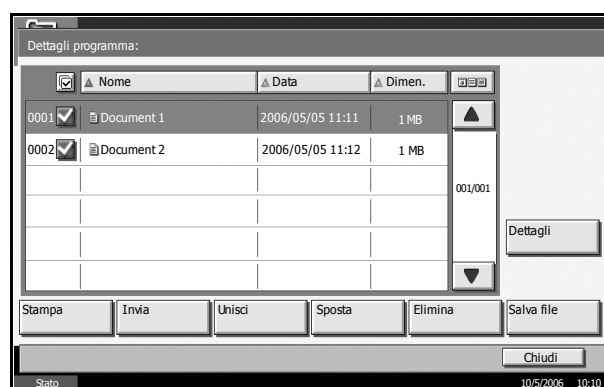 Dettagli programma:
Nome Data Dimen.
0001 Document 1 2006/05/05 11:11 1 MB
0002 Document 2 2006/05/05 11:12 1 MB
001/001
Dettagli
Stampa Invia Unisci Sposta Elimina Salva file
Chiudi
Stato 10/5/2006 10:10